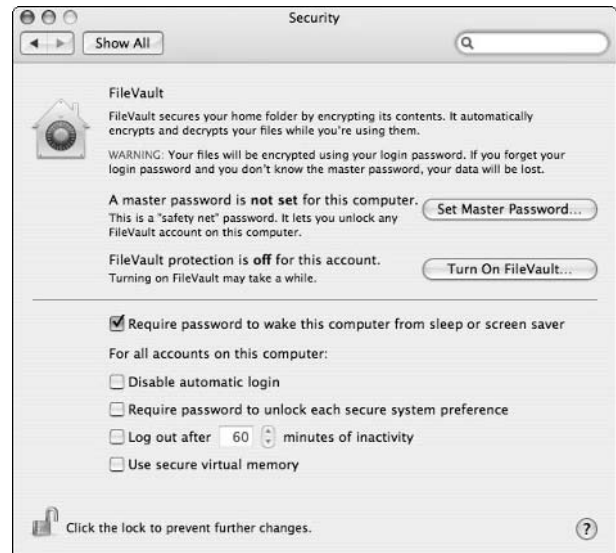 Security
Show All
FileVault
FileVault secures your home folder by encrypting its contents. It automatically
encrypts and decrypts your files while you're using them.
WARNING: Your files will be encrypted using your login password. If you forget your
login password and you don't know the master password, your data will be lost.
A master password is not set for this computer.
This is a "safety net" password. It lets you unlock any
FileVault account on this computer.
Set Master Password...
FileVault protection is off for this account.
Turning on FileVault may take a while.
Turn On FileVault...
Require password to wake this computer from sleep or screen saver
For all accounts on this computer:
Disable automatic login
Require password to unlock each secure system preference
Log out after 60 minutes of inactivity
Use secure virtual memory
Click the lock to prevent further changes.
?